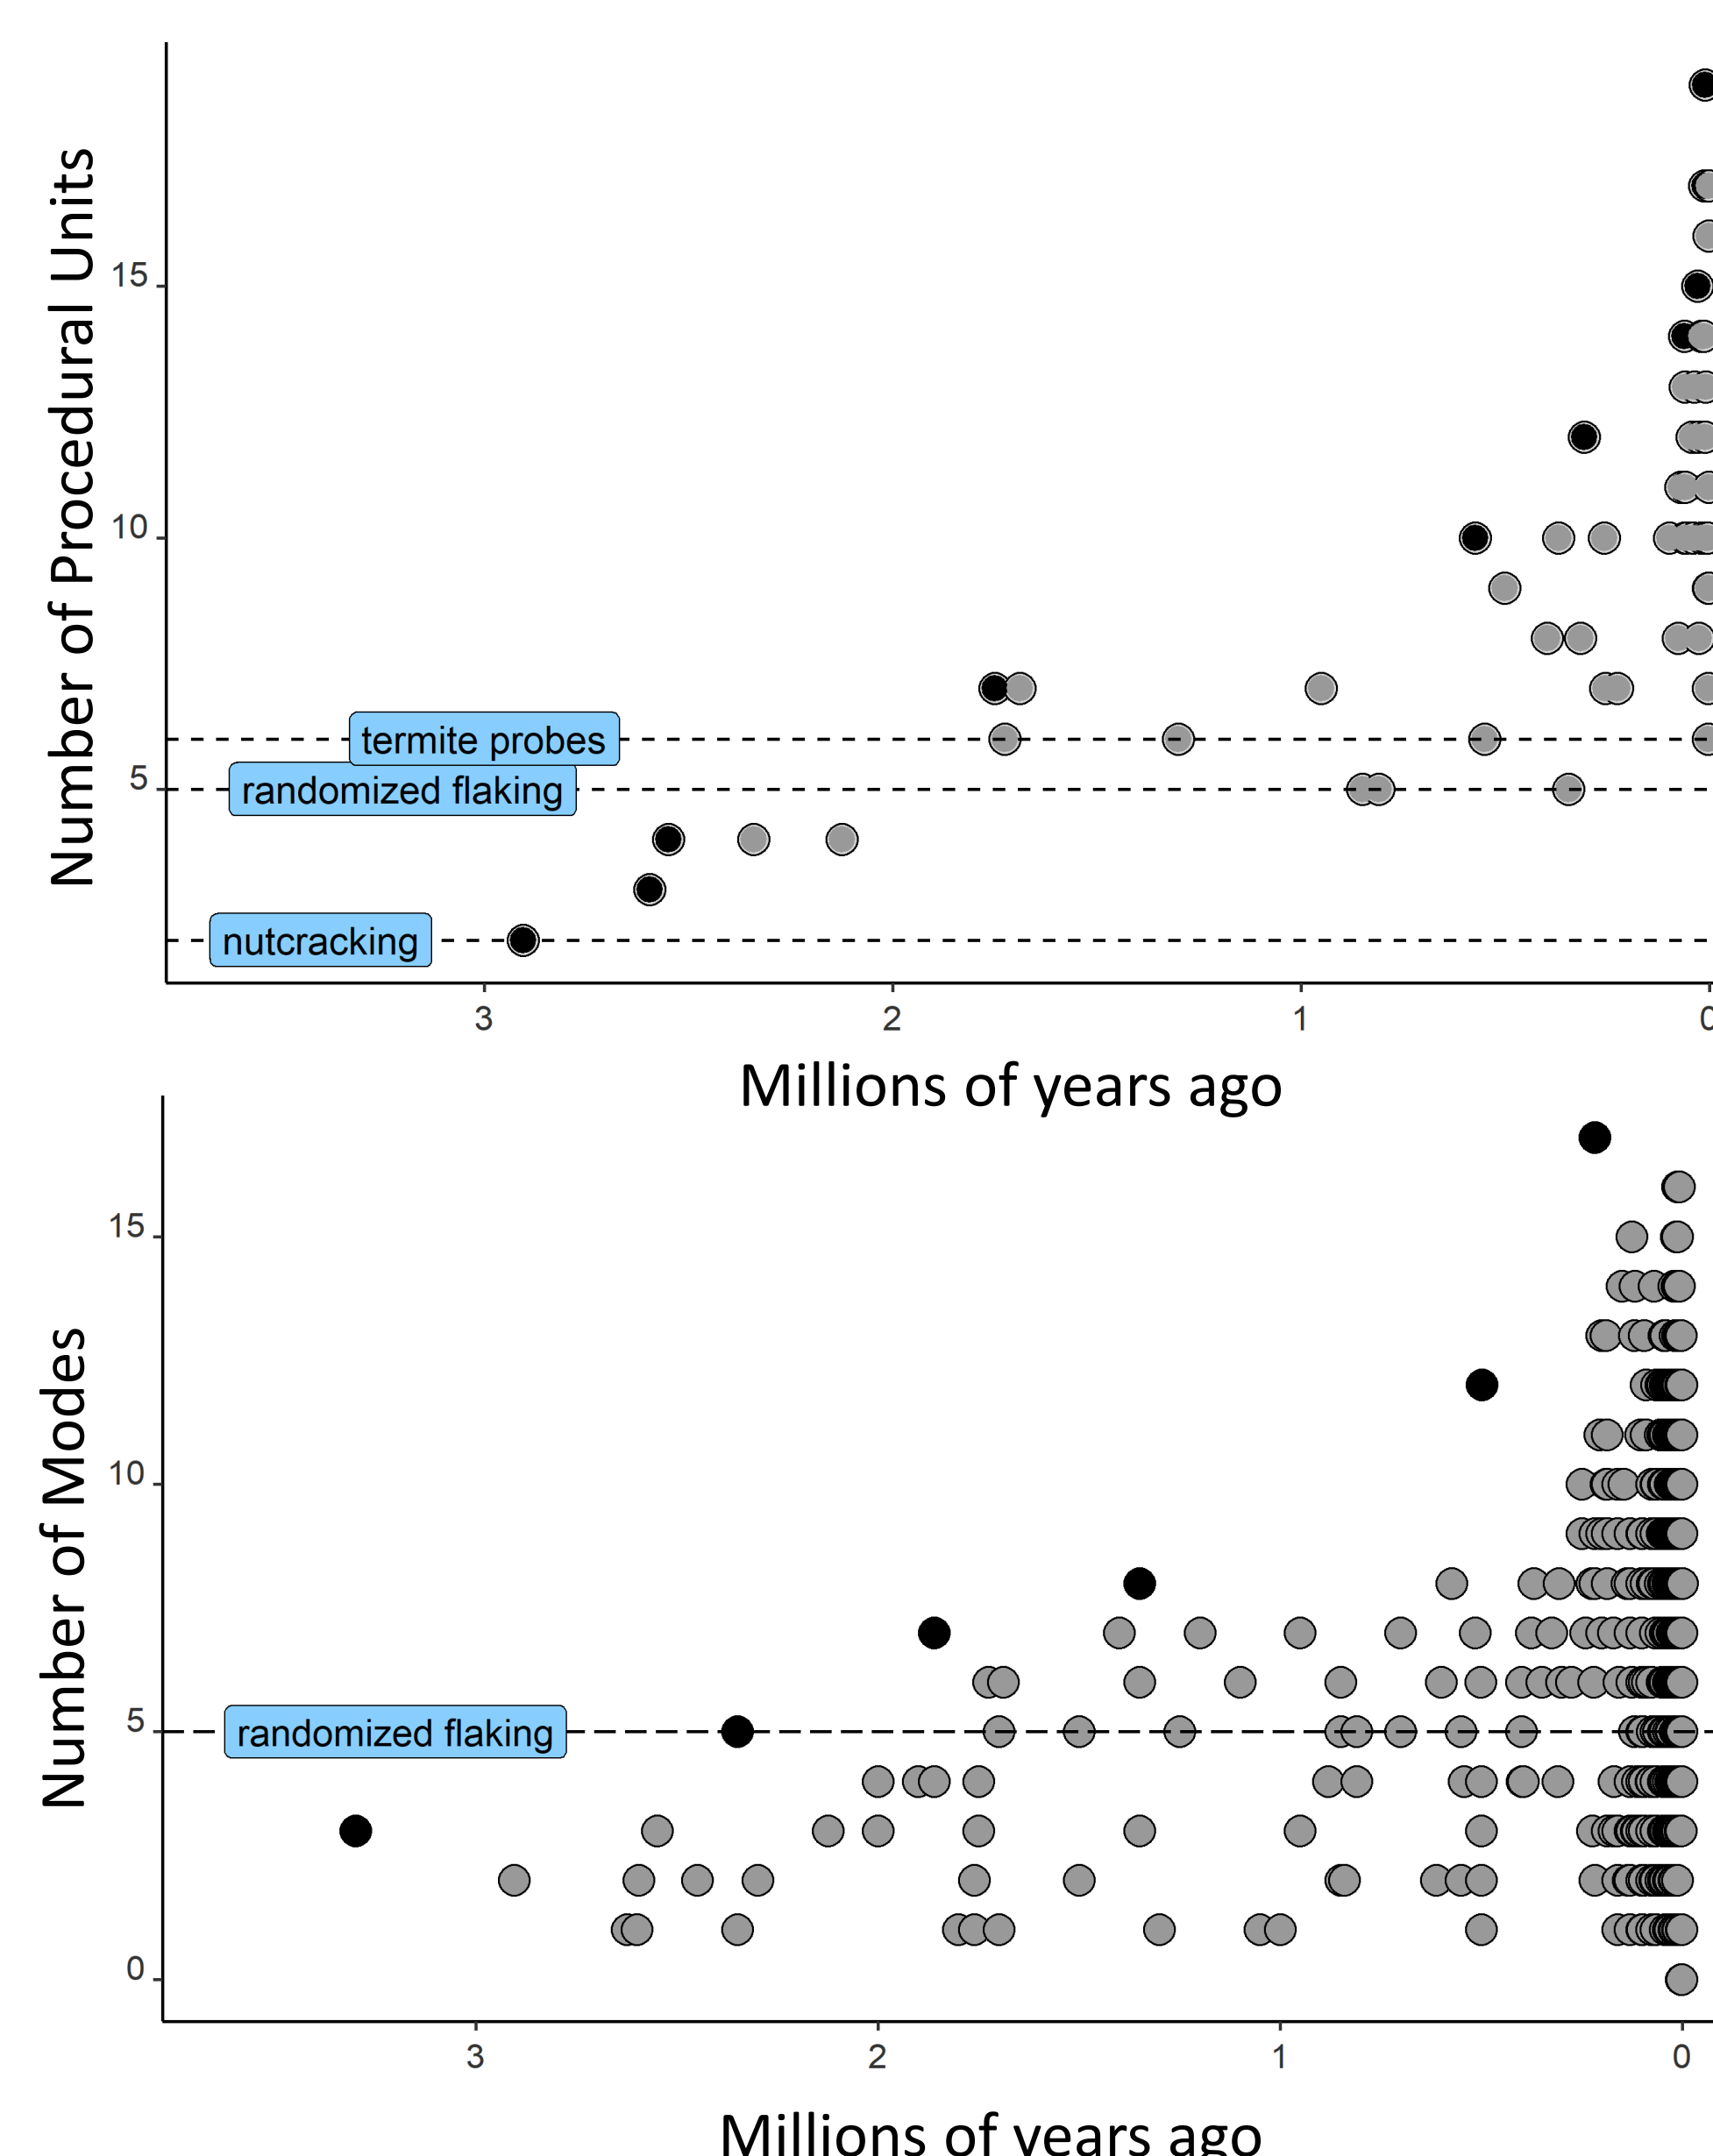 Number of Procedural Units
15
10
5
termite probes
randomized flaking
nutcracking
3 2 1 0
Millions of years ago
Number of Modes
15
10
5
0
randomized flaking
3 2 1 0
Millions of years ago